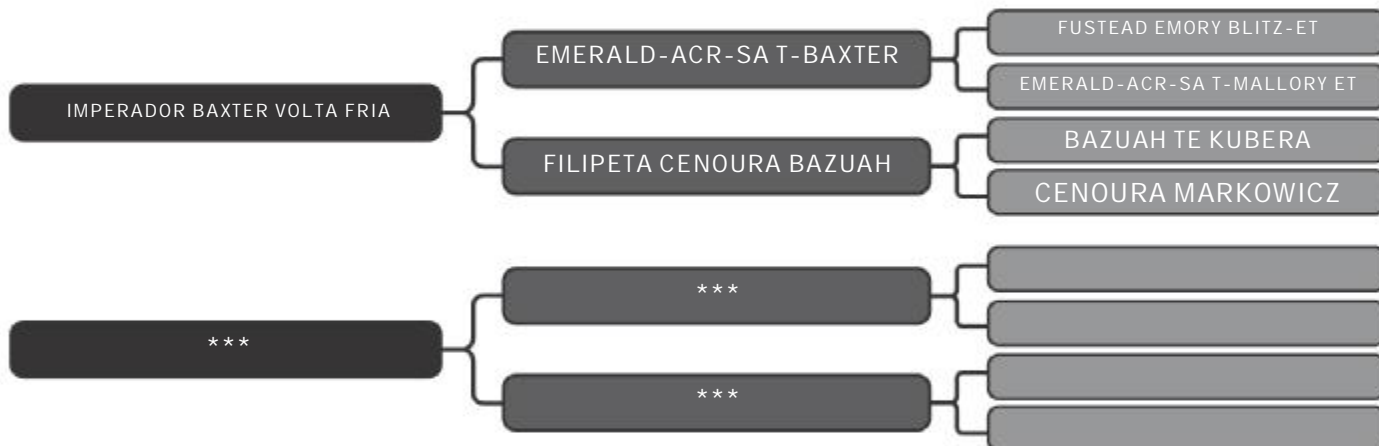 IMPERADOR BAXTER VOLTA FRIA
EMERALD-ACR-SA T-BAXTER
FUSTEAD EMORY BLITZ-ET
EMERALD-ACR-SA T-MALLORY ET
FILIPETA CENOURA BAZUAH
BAZUAH TE KUBERA
CENOURA MARKOWICZ
***
***
***